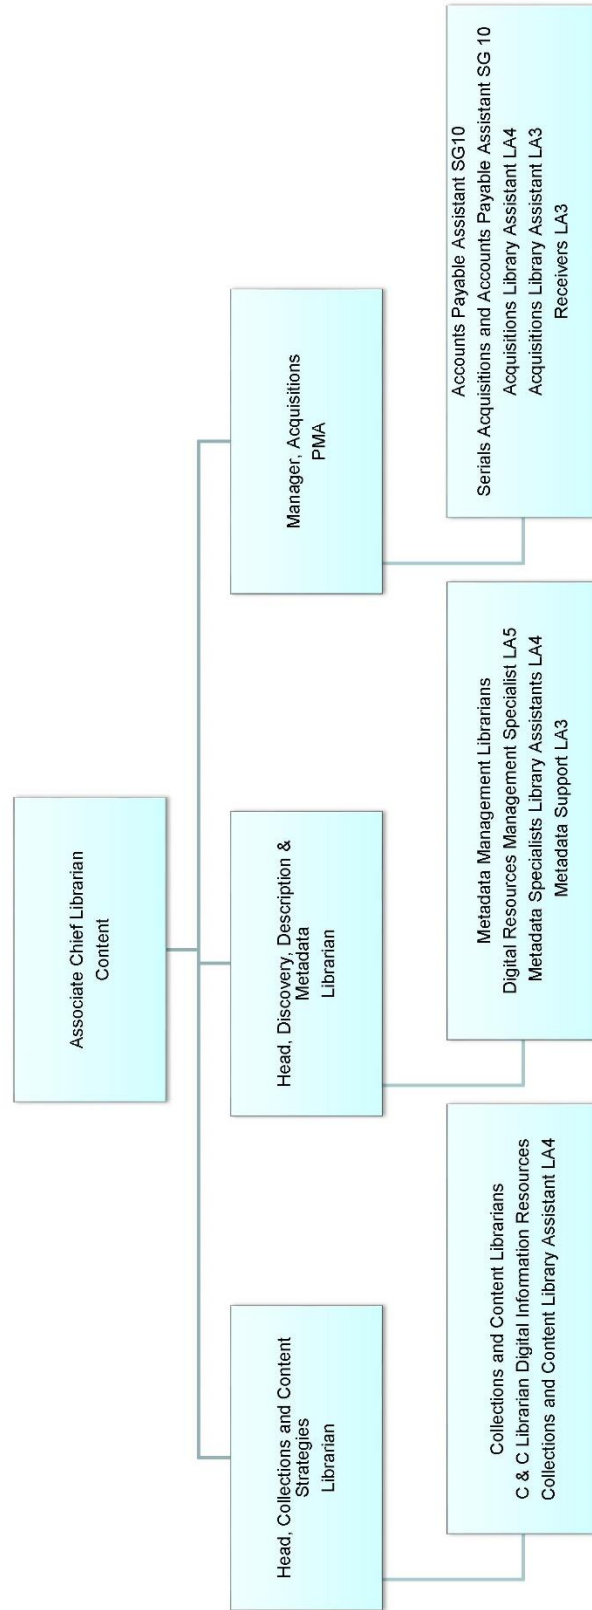 Associate Chief Librarian
Content
Head, Collections and Content
Strategies
Librarian
Head, Discovery, Description &
Metadata
Librarian
Manager, Acquisitions
PMA
Collections and Content Librarians
C & C Librarian Digital Information Resources
Collections and Content Library Assistant LA4
Metadata Management Librarians
Digital Resources Management Specialist LA5
Metadata Specialists Library Assistants LA4
Metadata Support LA3
Accounts Payable Assistant SG10
Serials Acquisitions and Accounts Payable Assistant SG 10
Acquisitions Library Assistant LA4
Acquisitions Library Assistant LA3
Receivers LA3